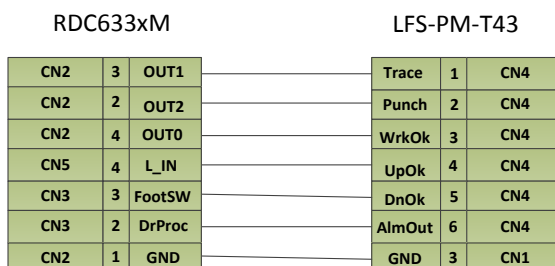 RDC633xM LFS-PM-T43
CN2 3 OUT1 Trace 1 CN4
CN2 2 OUT2 Punch 2 CN4
CN2 4 OUT0 WrkOk 3 CN4
CN5 4 L_IN UpOk 4 CN4
CN3 3 FootSW DnOk 5 CN4
CN3 2 DrProc AlmOut 6 CN4
CN2 1 GND GND 3 CN1